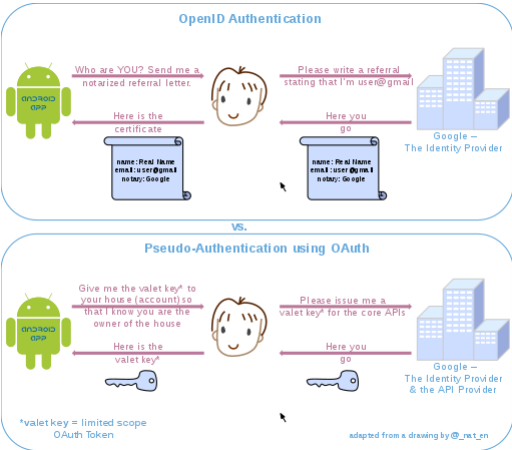 OpenID Authentication
Who are YOU? Send me a
notarized referral letter.
Please write a referral
stating that I'm user@gmail
ANDROID
APP
Here is the
certificate
Here you
go
Google —
The Identity Provider
name: Real Name
email: user@gmail
notary: Google
name: Real Name
email: user@gmail
notary: Google
vs.
Pseudo-Authentication using OAuth
Give me the valet key* to
your house (account) so
that I know you are the
owner of the house
Please issue me a
valet key* for the core APIs
ANDROID
APP
Here is the
valet key*
Here you
go
Google —
The Identity Provider
& the API Provider
*valet key = limited scope
OAuth Token
adapted from a drawing by @_nat_en